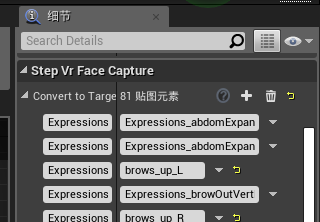 细节
Search Details
Step Vr Face Capture
Convert to Targe 81 贴图元素
Expressions Expressions_abdomExpan
Expressions Expressions_abdomExpan
Expressions brows_up_L
Expressions Expressions_browOutVert
Expressions brows_up_R